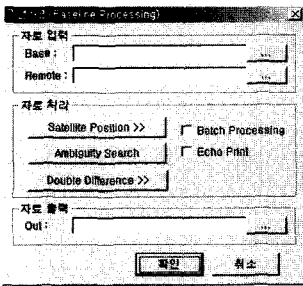 (Baseline Processing)
자료 입력
Base :
...
Remote :
...
자료 처리
Satellite Position >>
Batch Processing
Ambiguity Search
Echo Print
Double Difference >>
자료 출력
Out :
...
확인
취소